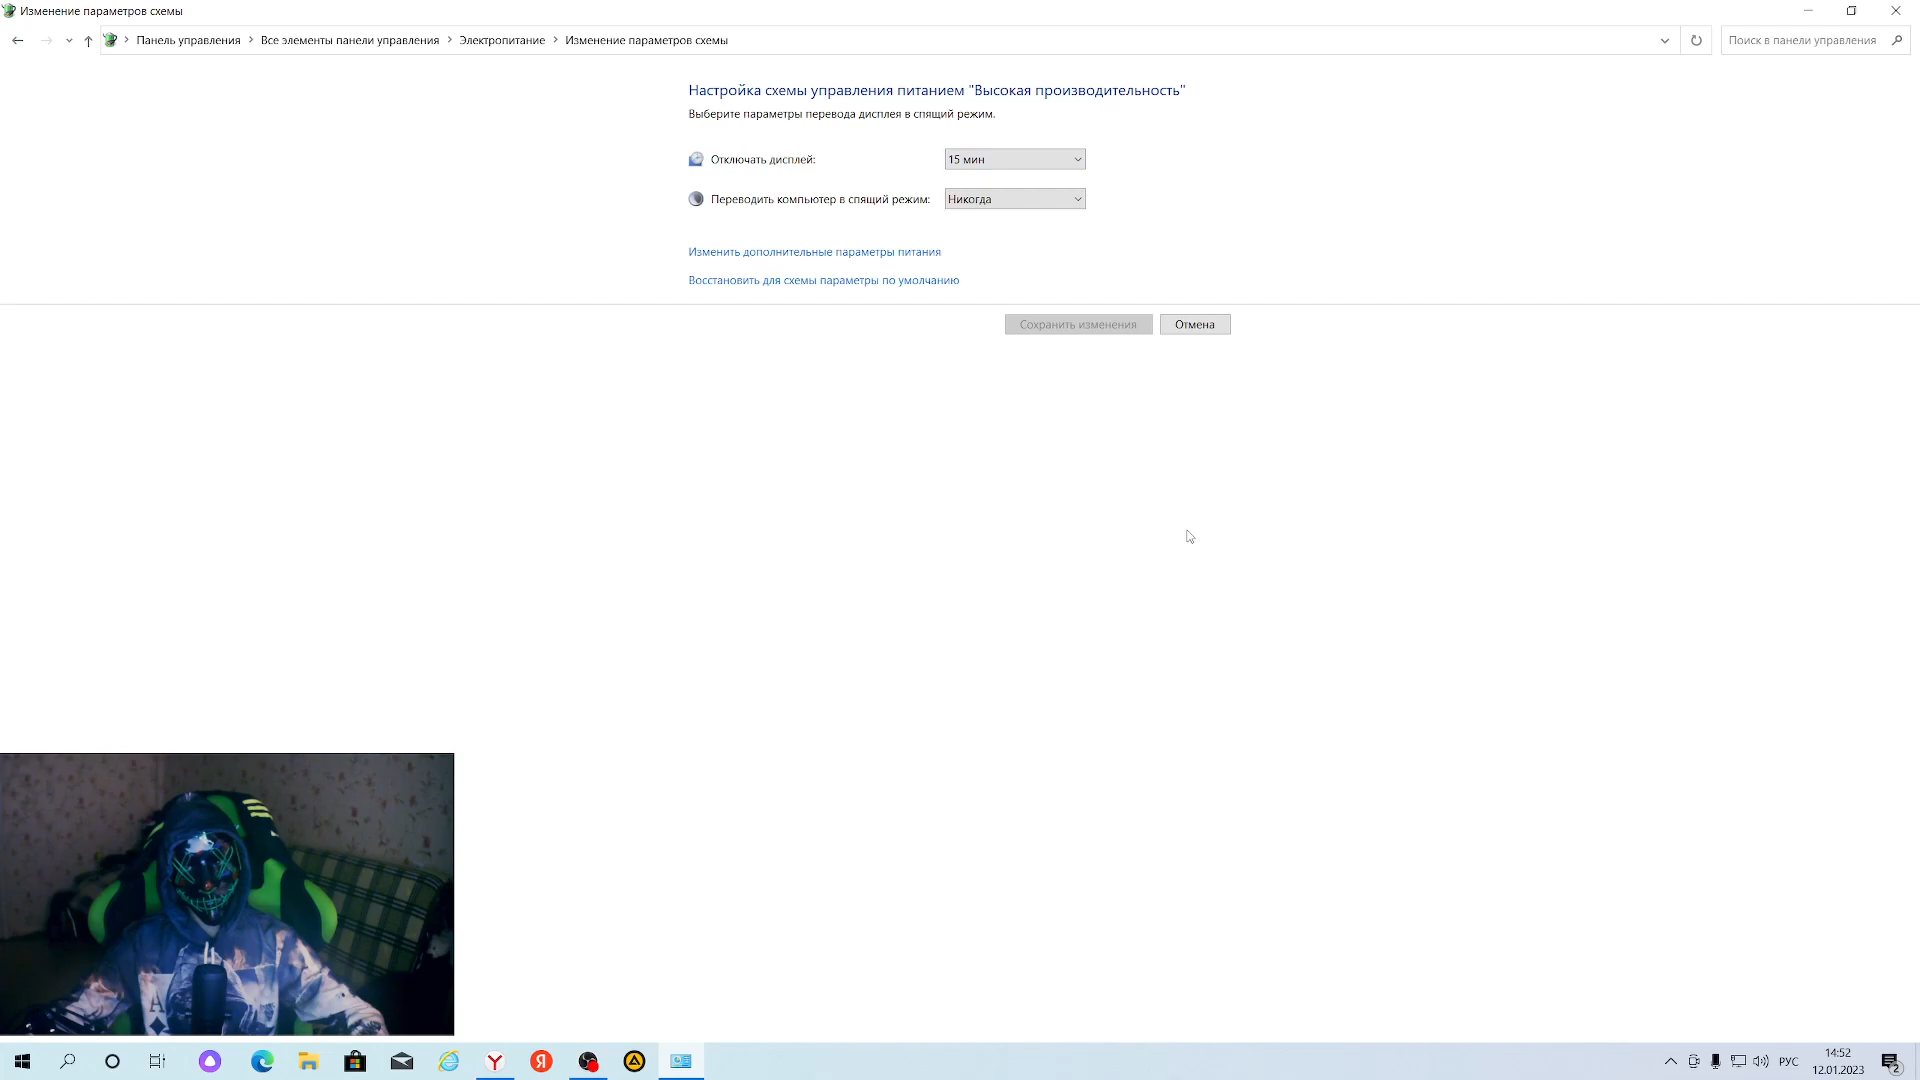 Изменение параметров схемы
Панель управления
Все элементы панели управления
Электропитание
Изменение параметров схемы
Поиск в панели управления
Настройка схемы управления питанием "Высокая производительность"
Выберите параметры перевода дисплея в спящий режим.
Отключать дисплей: 15 мин
Переводить компьютер в спящий режим: Никогда
Изменить дополнительные параметры питания
Восстановить для схемы параметры по умолчанию
Сохранить изменения Отмена
A
Y Я РУС 14:52
12.01.2023
2